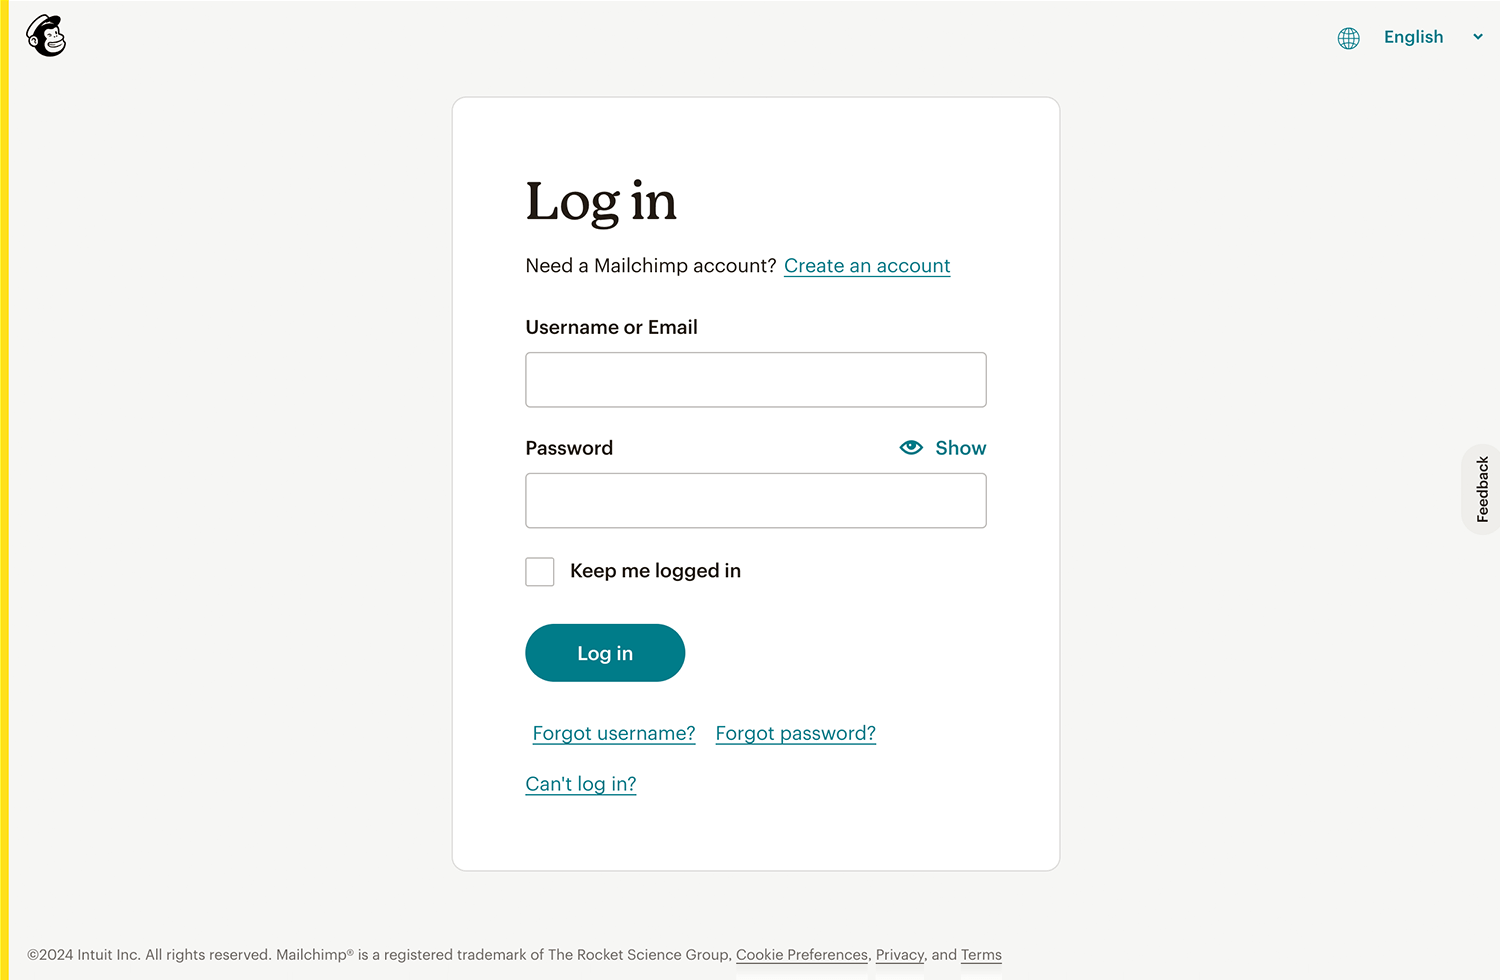 English
Log in
Need a Mailchimp account? Create an account
Username or Email
Password Show
Keep me logged in
Log in
Forgot username? Forgot password?
Can't log in?
Feedback
©2024 Intuit Inc. All rights reserved. Mailchimp® is a registered trademark of The Rocket Science Group, Cookie Preferences, Privacy, and Terms